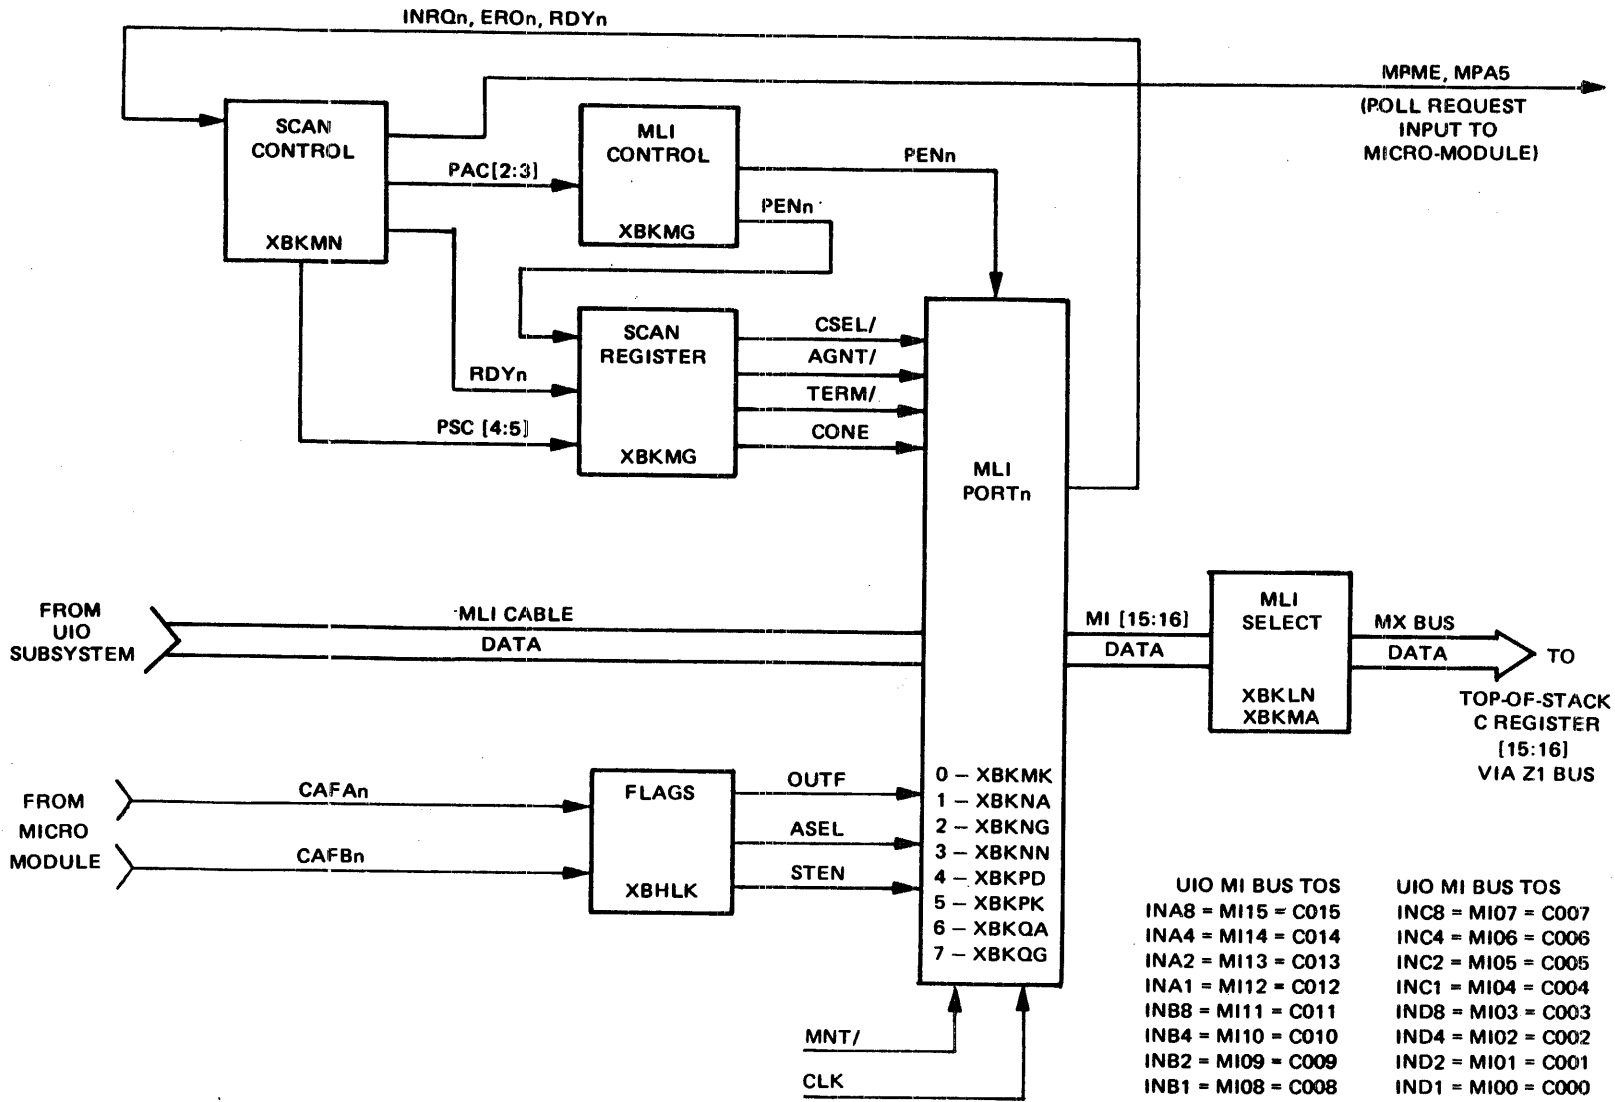 INRQn, EROn, RDYn
MPME, MPA5
(POLL REQUEST
INPUT TO
MICRO-MODULE)
SCAN
CONTROL
XBKMN
PAC[2:3]
MLI
CONTROL
XBKMG
PENn
PENn
SCAN
REGISTER
XBKMG
RDYn
PSC [4:5]
CSEL/
AGNT/
TERM/
CONE
MLI
PORTn
FROM
UIO
SUBSYSTEM
MLI CABLE
DATA
MI [15:16]
DATA
MLI
SELECT
XBKLN
XBKMA
MX BUS
DATA
TO
TOP-OF-STACK
C REGISTER
[15:16]
VIA Z1 BUS
FROM
MICRO
MODULE
CAFAn
CAFBn
FLAGS
XBHLK
OUTF
ASEL
STEN
0 – XBKMK
1 – XBKNA
2 – XBKNG
3 – XBKNN
4 – XBKPD
5 – XBKPK
6 – XBKQA
7 – XBKQG
MNT/
CLK
UIO MI BUS TOS
INA8 = MI15 = C015
INA4 = MI14 = C014
INA2 = MI13 = C013
INA1 = MI12 = C012
INB8 = MI11 = C011
INB4 = MI10 = C010
INB2 = MI09 = C009
INB1 = MI08 = C008
UIO MI BUS TOS
INC8 = MI07 = C007
INC4 = MI06 = C006
INC2 = MI05 = C005
INC1 = MI04 = C004
IND8 = MI03 = C003
IND4 = MI02 = C002
IND2 = MI01 = C001
IND1 = MI00 = C000